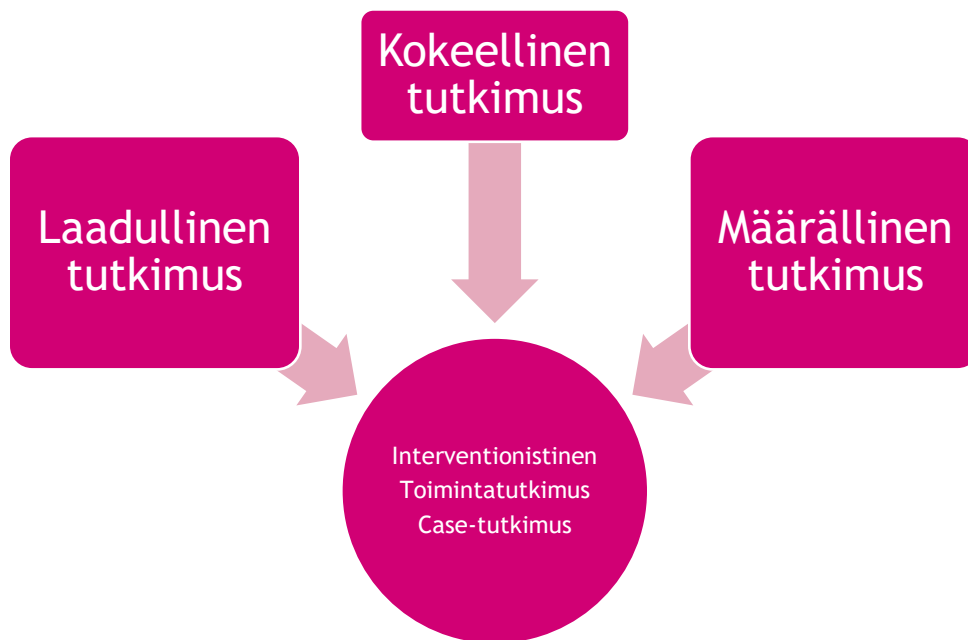 Kokeellinen
tutkimus
Laadullinen
tutkimus
Määrällinen
tutkimus
Interventionistinen
Toimintatutkimus
Case-tutkimus